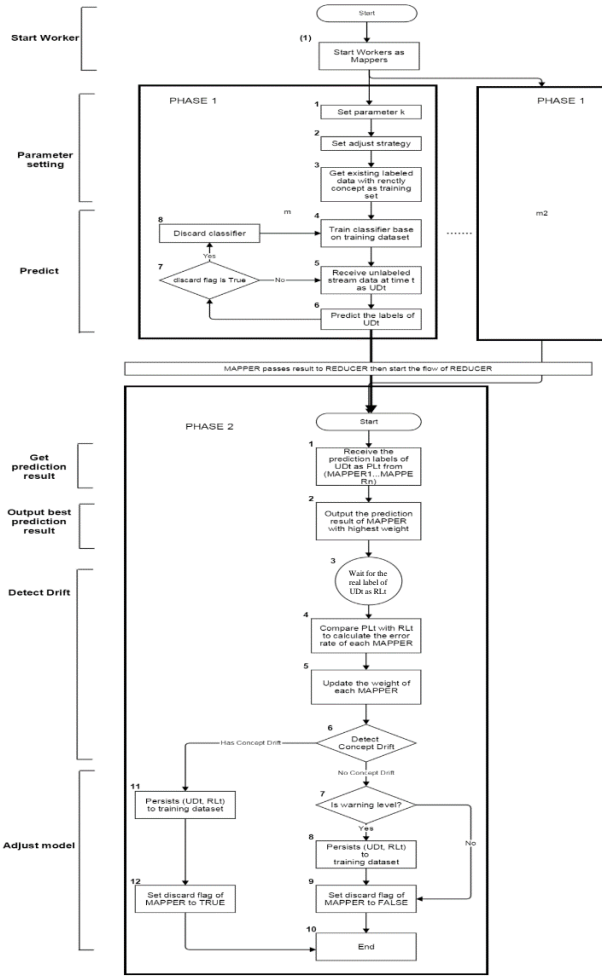 Start
Start Worker
(1)
Start Workers as
Mappers
PHASE 1
PHASE 1
1
Set parameter k
2
Set adjust strategy
Parameter
setting
3
Get existing labeled
data with renctly
concept as training
set
m
m2
8
Discard classifier
4
Train classifier base
on training dataset
........
Yes
Predict
7
discard flag is True
No
5
Receive unlabeled
stream data at time t
as UDt
6
Predict the labels of
UDt
MAPPER passes result to REDUCER then start the flow of REDUCER
PHASE 2
Start
Get
prediction
result
1
Receive the
prediction labels of
UDt as PLt from
(MAPPER1...MAPPE
Rn)
Output best
prediction
result
2
Output the prediction
result of MAPPER
with highest weight
3
Wait for the
real label of
UDt as RLt
Detect Drift
4
Compare PLt with RLt
to calculate the error
rate of each MAPPER
5
Update the weight of
each MAPPER
6
Detect
Concept Drift
Has Concept Drift
No Concept Drift
11
Persists (UDt, RLt)
to training dataset
7
Is warning level?
Yes
No
Adjust model
8
Persists (UDt, RLt)
to
training dataset
12
Set discard flag of
MAPPER to TRUE
9
Set discard flag of
MAPPER to FALSE
10
End